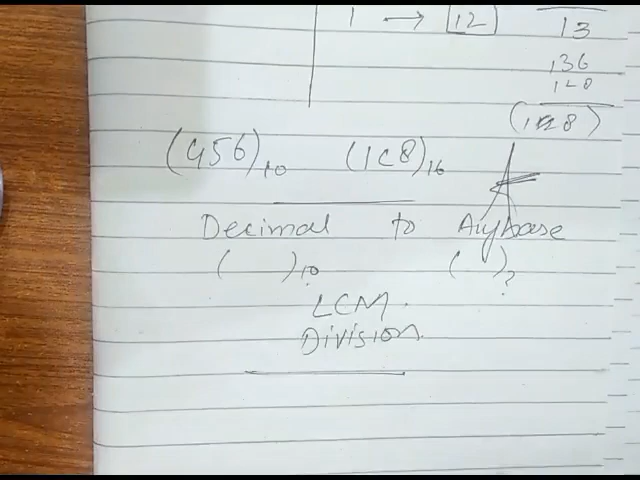 1 → 12
13
136
128
(1C8)
(456)10 (1C8)16
Decimal to Anybase
( )10 ( )?
LCM.
Division.